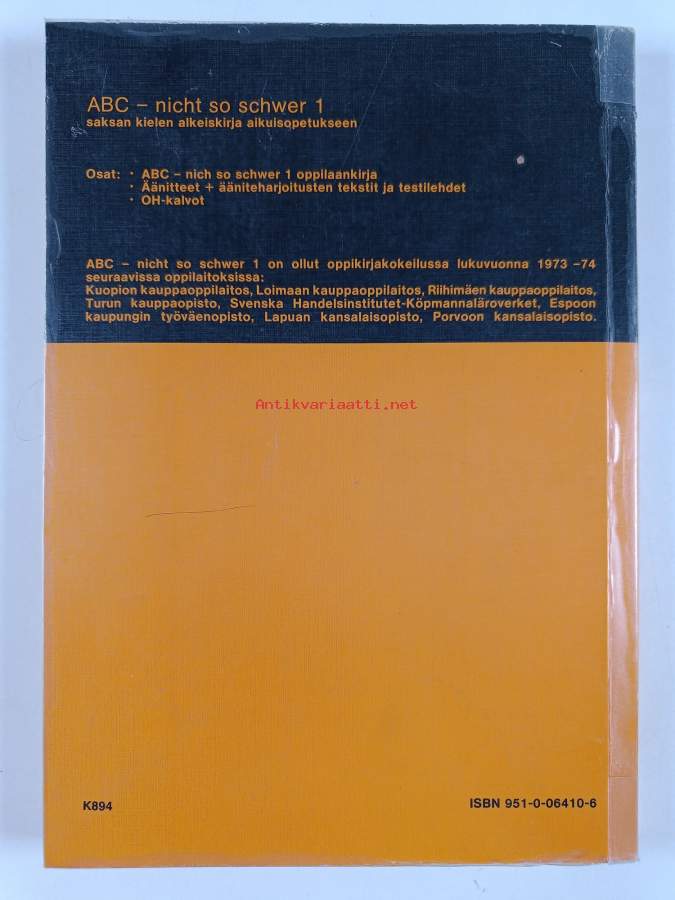 ABC – nicht so schwer 1
saksan kielen alkeiskirja aikuisopetukseen
Osat: • ABC – nich so schwer 1 oppilaankirja
• Äänitteet + ääniteharjoitusten tekstit ja testilehdet
• OH-kalvot
ABC – nicht so schwer 1 on ollut oppikirjakokeilussa lukuvuonna 1973 –74
seuraavissa oppilaitoksissa:
Kuopion kauppaoppilaitos, Loimaan kauppaoppilaitos, Riihimäen kauppaoppilaitos,
Turun kauppaopisto, Svenska Handelsinstitutet-Köpmannaläroverket, Espoon
kaupungin työväenopisto, Lapuan kansalaisopisto, Porvoon kansalaisopisto.
Antikvariaatti.net
K894 ISBN 951-0-06410-6